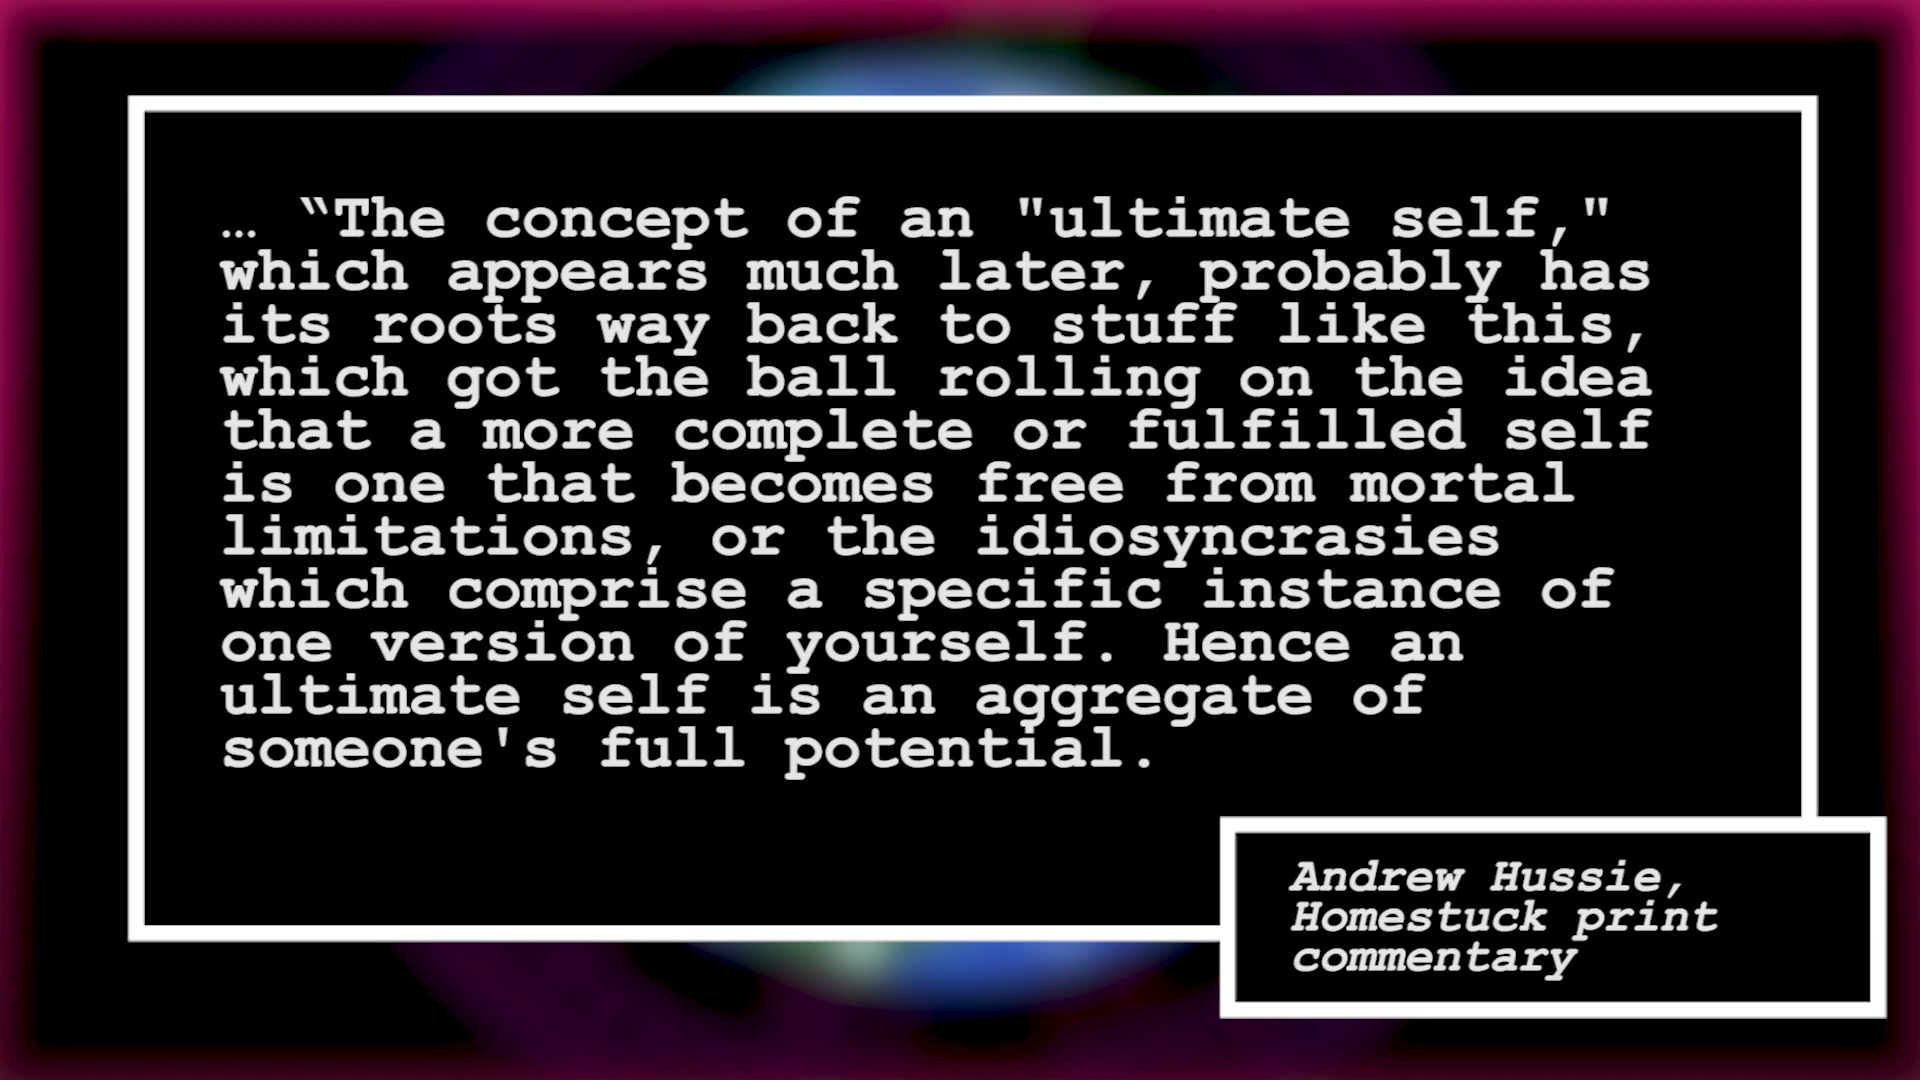 … “The concept of an "ultimate self,"
which appears much later, probably has
its roots way back to stuff like this,
which got the ball rolling on the idea
that a more complete or fulfilled self
is one that becomes free from mortal
limitations, or the idiosyncrasies
which comprise a specific instance of
one version of yourself. Hence an
ultimate self is an aggregate of
someone's full potential.
Andrew Hussie,
Homestuck print
commentary